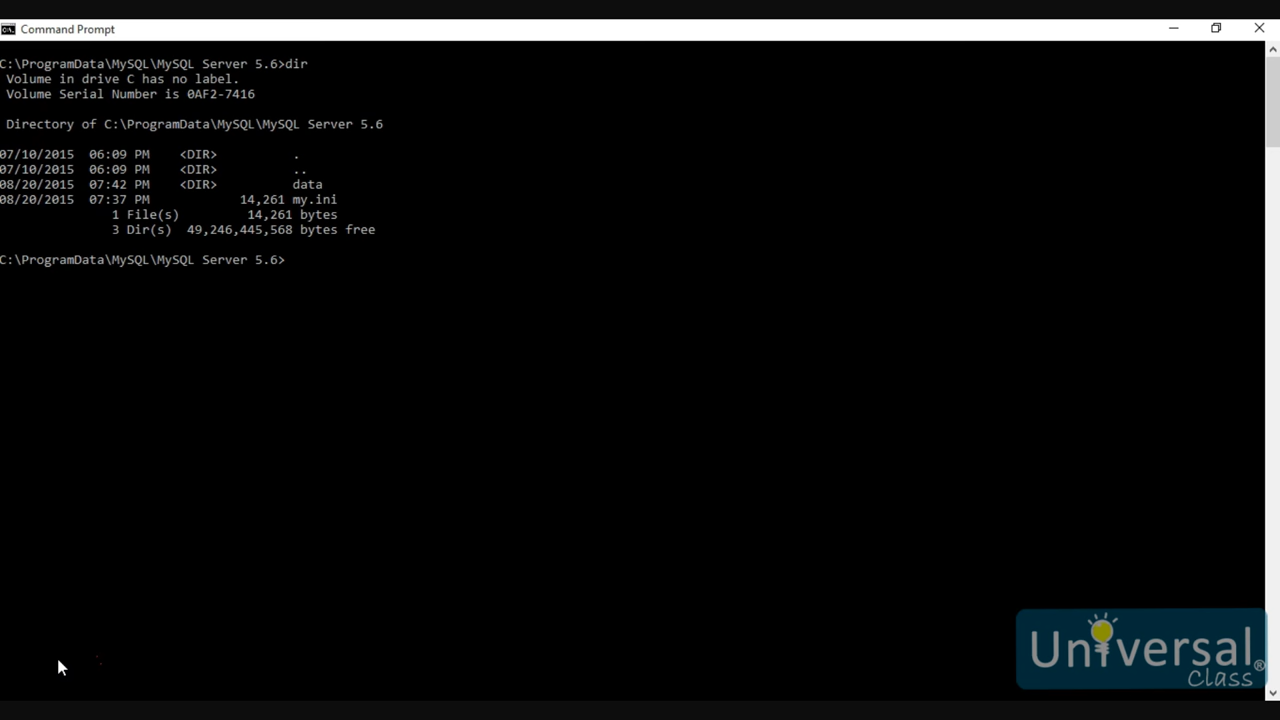 Command Prompt
C:\ProgramData\MySQL\MySQL Server 5.6>dir
Volume in drive C has no label.
Volume Serial Number is 0AF2-7416
Directory of C:\ProgramData\MySQL\MySQL Server 5.6
07/10/2015 06:09 PM <DIR> .
07/10/2015 06:09 PM <DIR> ..
08/20/2015 07:42 PM <DIR> data
08/20/2015 07:37 PM 14,261 my.ini
1 File(s) 14,261 bytes
3 Dir(s) 49,246,445,568 bytes free
C:\ProgramData\MySQL\MySQL Server 5.6>
Universal®
Class